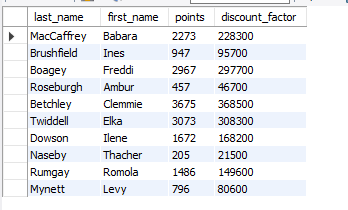 last_name first_name points discount_factor
MacCaffrey Babara 2273 228300
Brushfield Ines 947 95700
Boagey Freddi 2967 297700
Roseburgh Ambur 457 46700
Betchley Clemmie 3675 368500
Twiddell Elka 3073 308300
Dowson Ilene 1672 168200
Naseby Thacher 205 21500
Rumgay Romola 1486 149600
Mynett Levy 796 80600